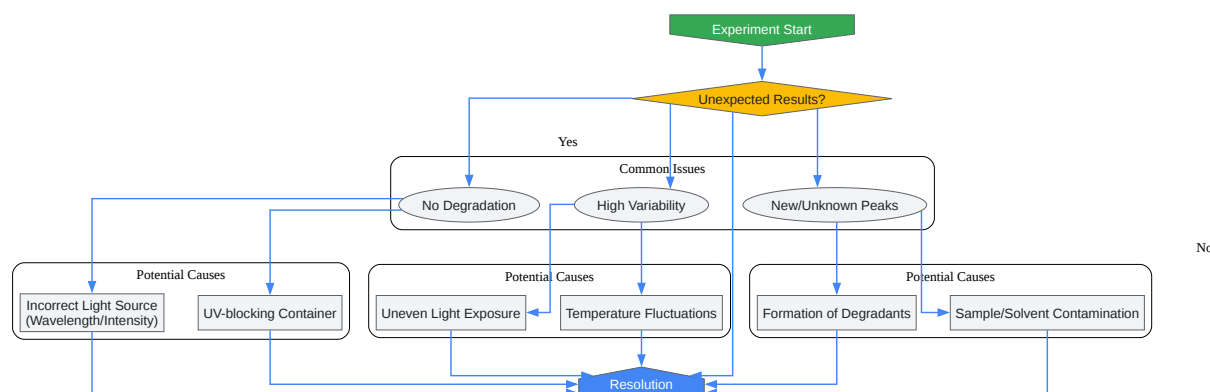 Experiment Start
Unexpected Results?
Yes
Common Issues
No Degradation
High Variability
New/Unknown Peaks
No
Potential Causes
Potential Causes
Potential Causes
Incorrect Light Source
(Wavelength/Intensity)
UV-blocking Container
Uneven Light Exposure
Temperature Fluctuations
Formation of Degradants
Sample/Solvent Contamination
Resolution